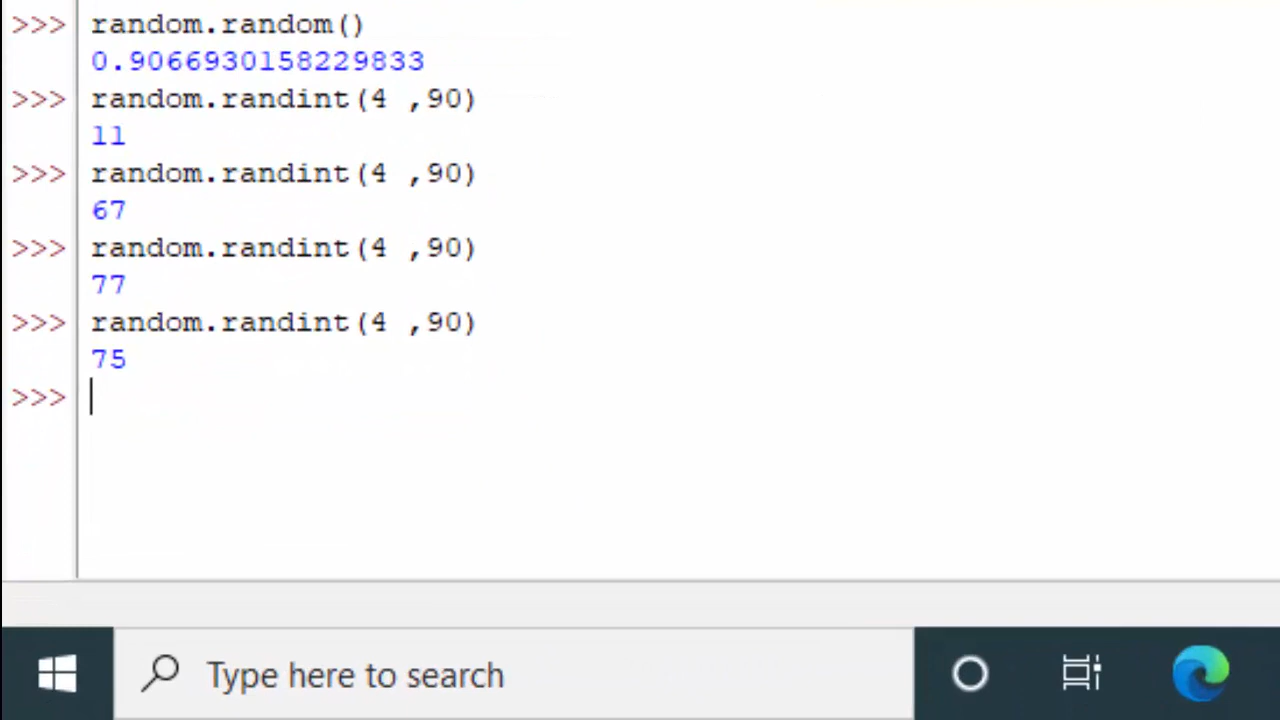 >>> random.random()
0.9066930158229833
>>> random.randint(4 ,90)
11
>>> random.randint(4 ,90)
67
>>> random.randint(4 ,90)
77
>>> random.randint(4 ,90)
75
>>>
Type here to search